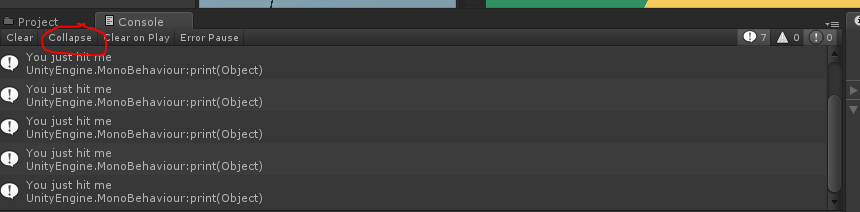 Project
Console
Clear Collapse Clear on Play Error Pause 7 0 0
You just hit me
UnityEngine.MonoBehaviour:print(Object)
You just hit me
UnityEngine.MonoBehaviour:print(Object)
You just hit me
UnityEngine.MonoBehaviour:print(Object)
You just hit me
UnityEngine.MonoBehaviour:print(Object)
You just hit me
UnityEngine.MonoBehaviour:print(Object)